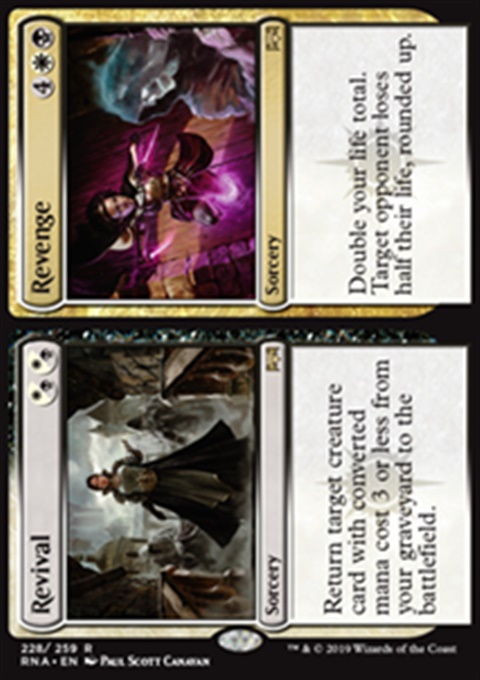 Revival
Sorcery
Return target creature
card with converted
mana cost 3 or less from
your graveyard to the
battlefield.
Revenge
4
Sorcery
Double your life total.
Target opponent loses
half their life, rounded up.
228/259 R
RNA • EN Paul Scott Canavan
™ & © 2019 Wizards of the Coast